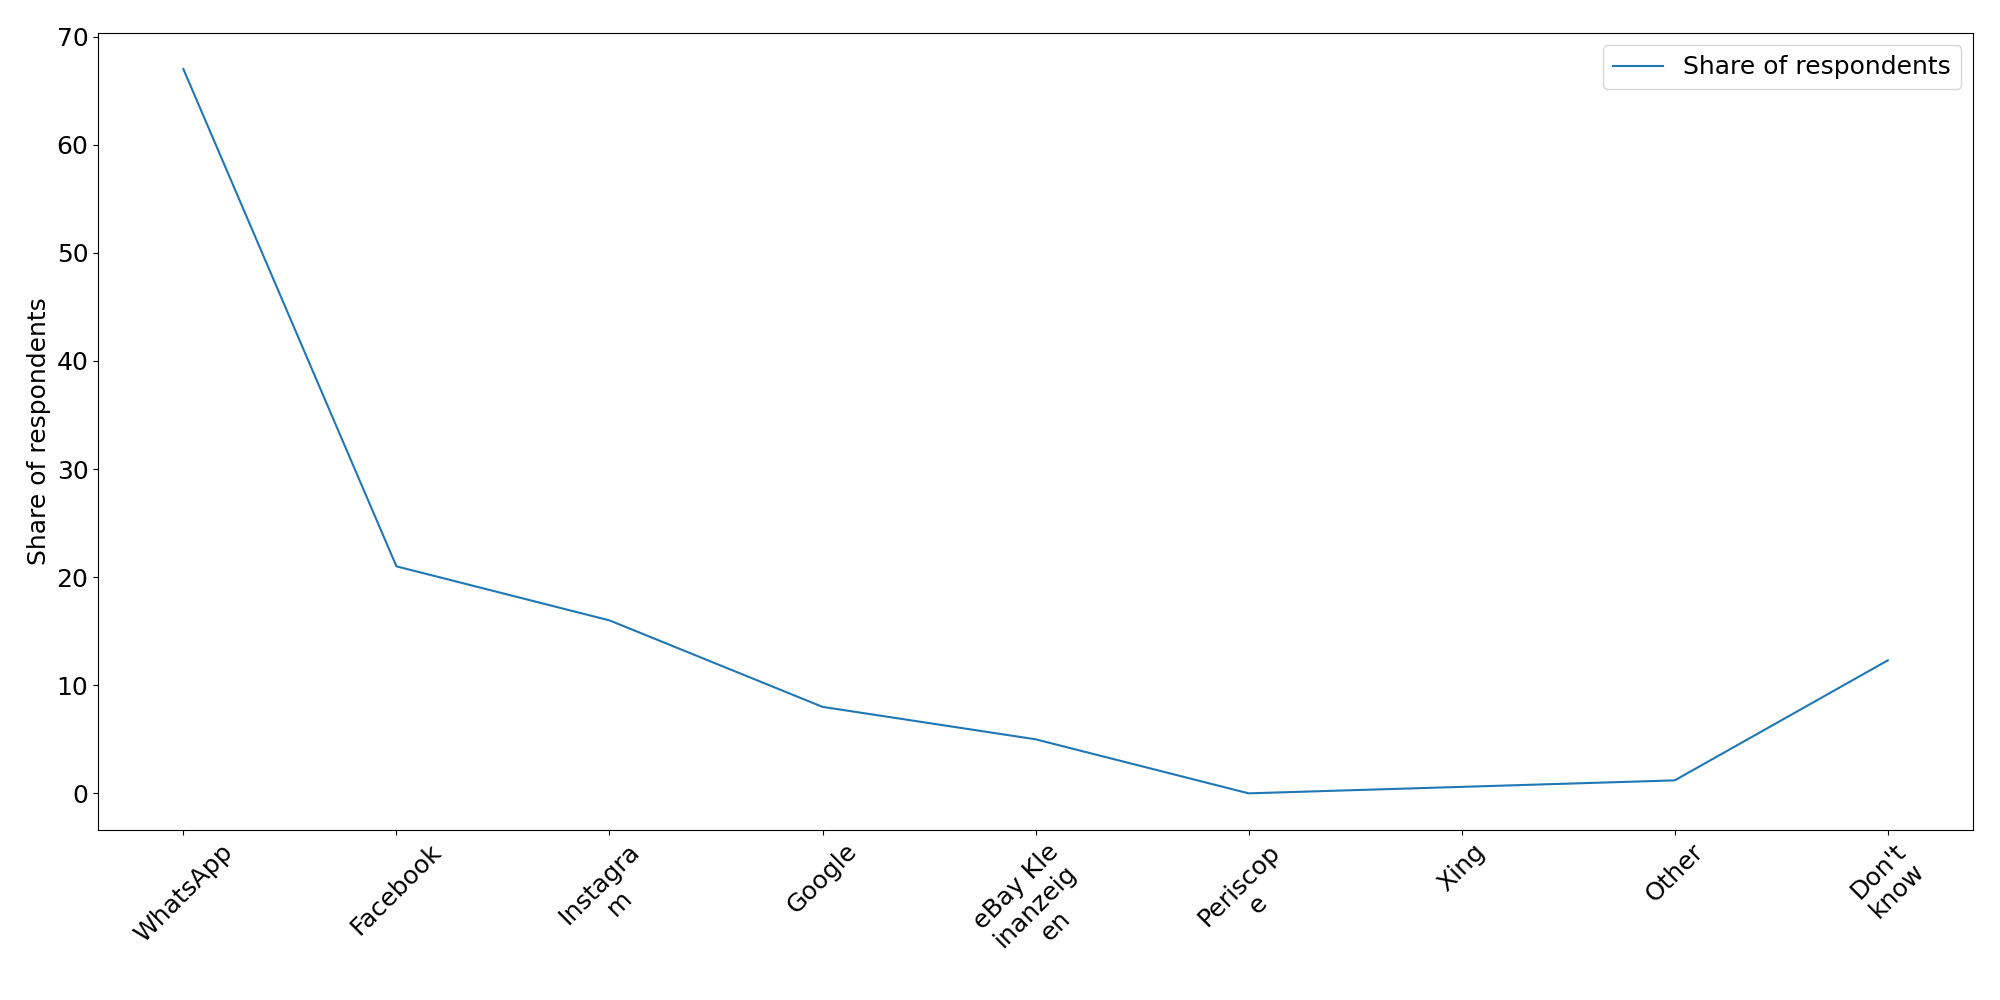 Share of respondents
70
60
50
40
30
20
10
0
Share of respondents
WhatsApp
Facebook
Instagra
m
Google
eBay Kle
inanzeig
en
Periscop
e
Xing
Other
Don't
know